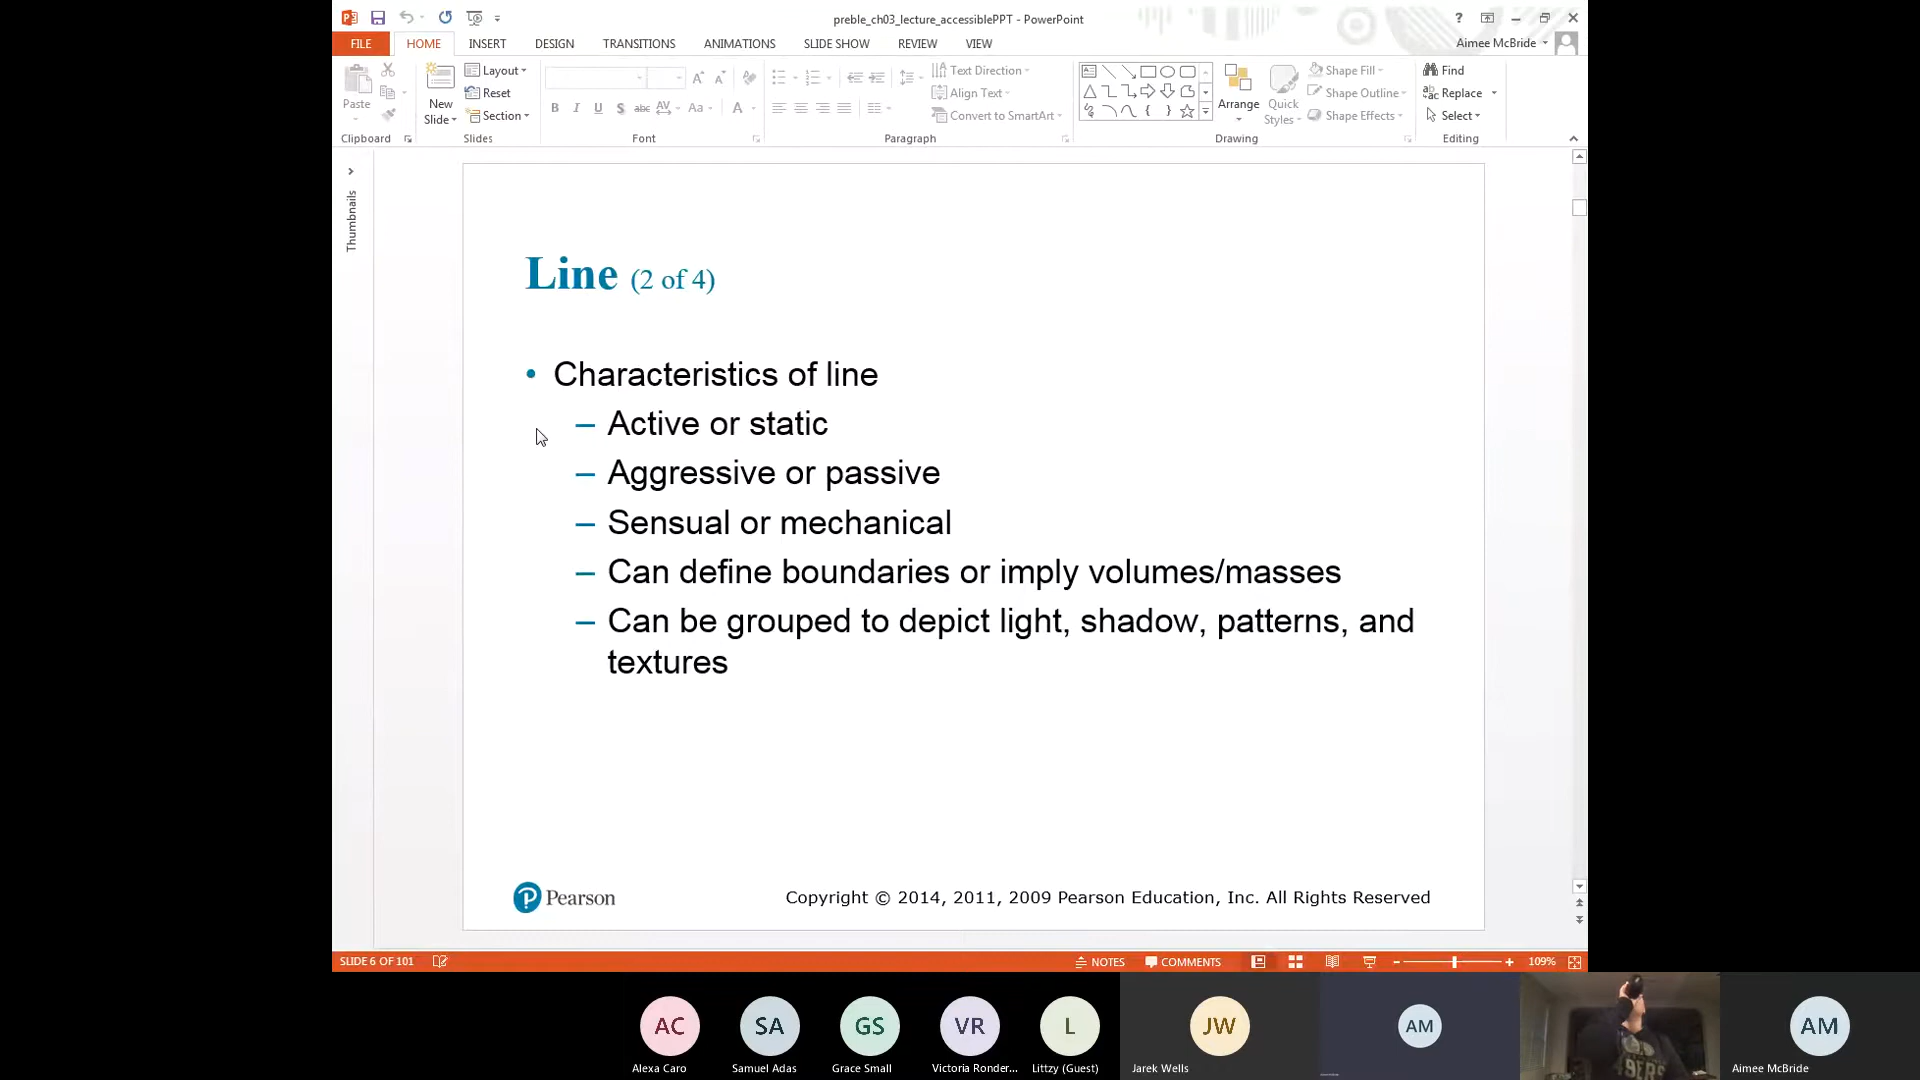 preble_ch03_lecture_accessiblePPT - PowerPoint
?
FILE
HOME
INSERT
DESIGN
TRANSITIONS
ANIMATIONS
SLIDE SHOW
REVIEW
VIEW
Aimee McBride
Paste
Clipboard
New
Slide
Layout
Reset
Section
Slides
B I U S abc AV Aa A
Font
Text Direction
Align Text
Convert to SmartArt
Paragraph
Arrange
Quick
Styles
Shape Fill
Shape Outline
Shape Effects
Drawing
Find
Replace
Select
Editing
Thumbnails
Line (2 of 4)
• Characteristics of line
– Active or static
– Aggressive or passive
– Sensual or mechanical
– Can define boundaries or imply volumes/masses
– Can be grouped to depict light, shadow, patterns, and
textures
Pearson
Copyright © 2014, 2011, 2009 Pearson Education, Inc. All Rights Reserved
SLIDE 6 OF 101
NOTES
COMMENTS
109%
AC
SA
GS
VR
L
JW
AM
AM
49ERS
Alexa Caro
Samuel Adas
Grace Small
Victoria Ronder...
Littzy (Guest)
Jarek Wells
Aimee McBride